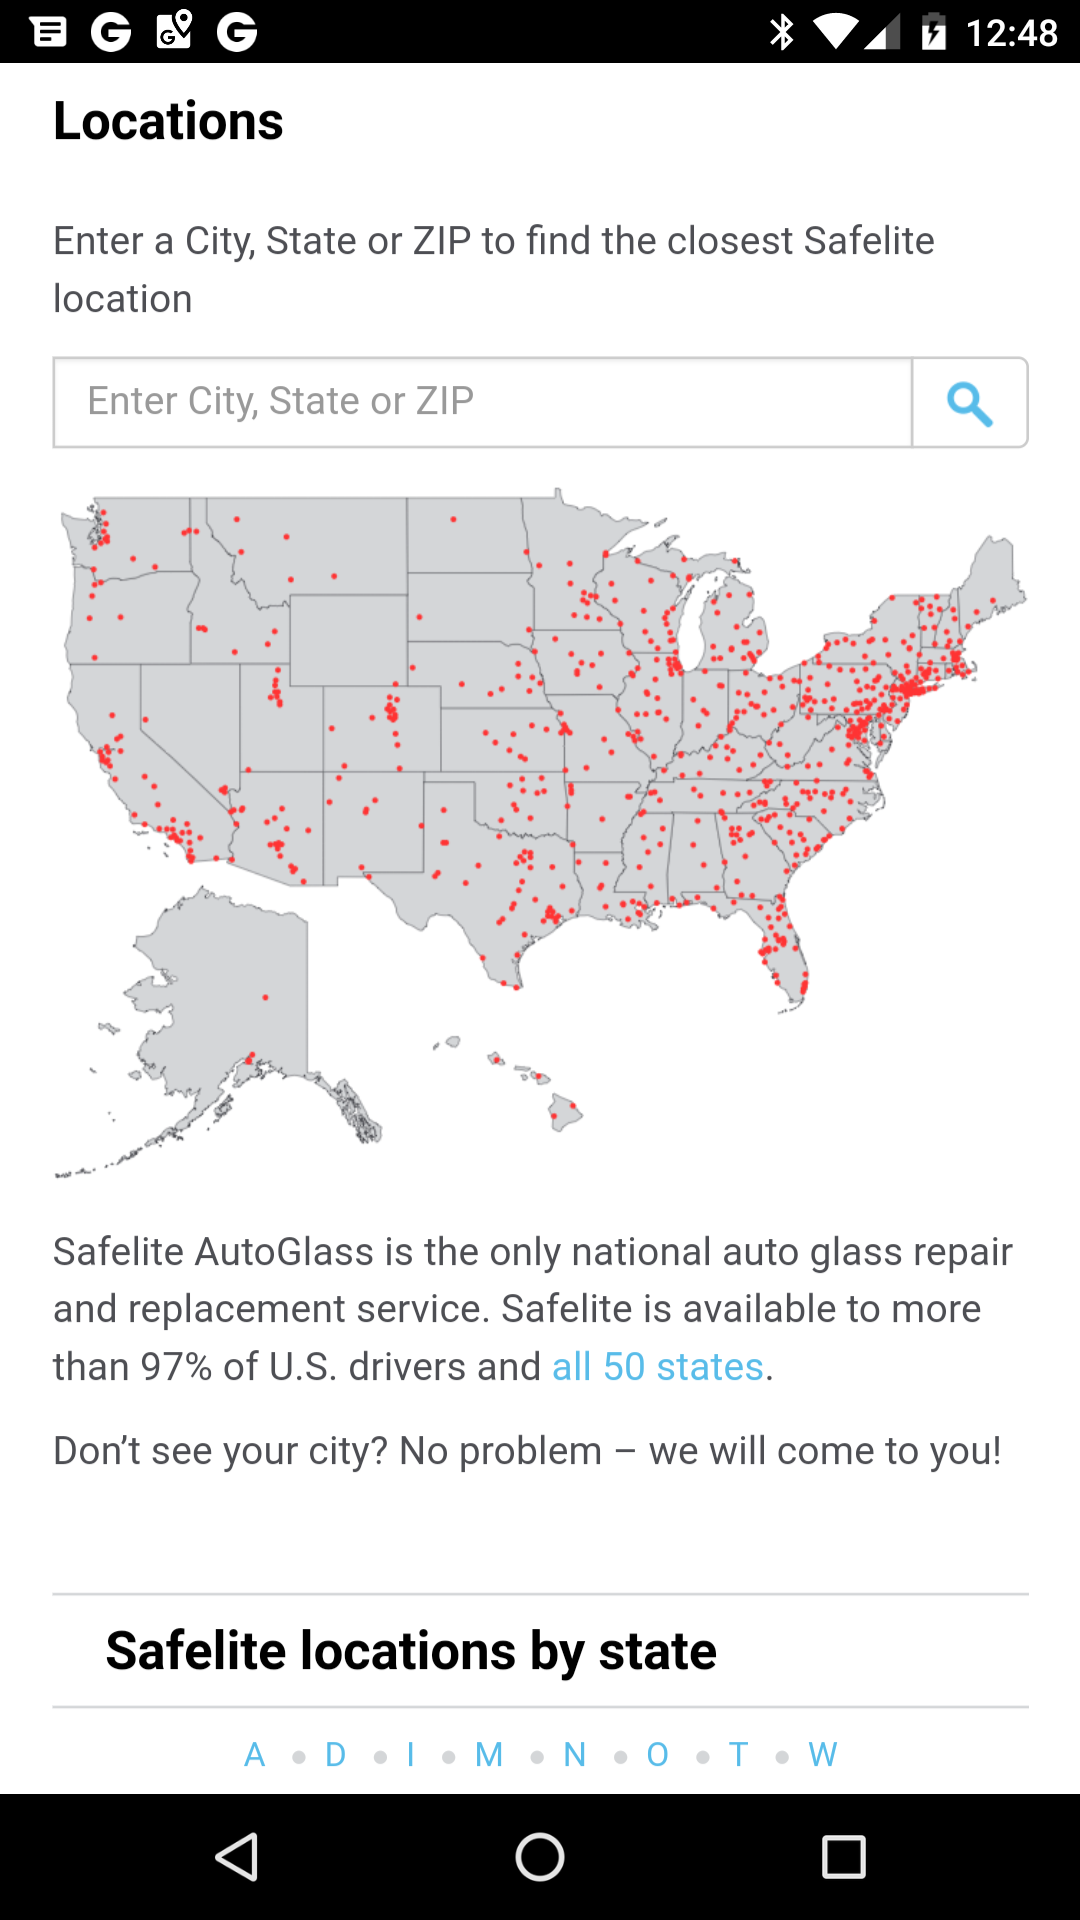 12:48
Locations
Enter a City, State or ZIP to find the closest Safelite
location
Enter City, State or ZIP
Safelite AutoGlass is the only national auto glass repair
and replacement service. Safelite is available to more
than 97% of U.S. drivers and all 50 states.
Don’t see your city? No problem – we will come to you!
Safelite locations by state
A • D • I • M • N • O • T • W